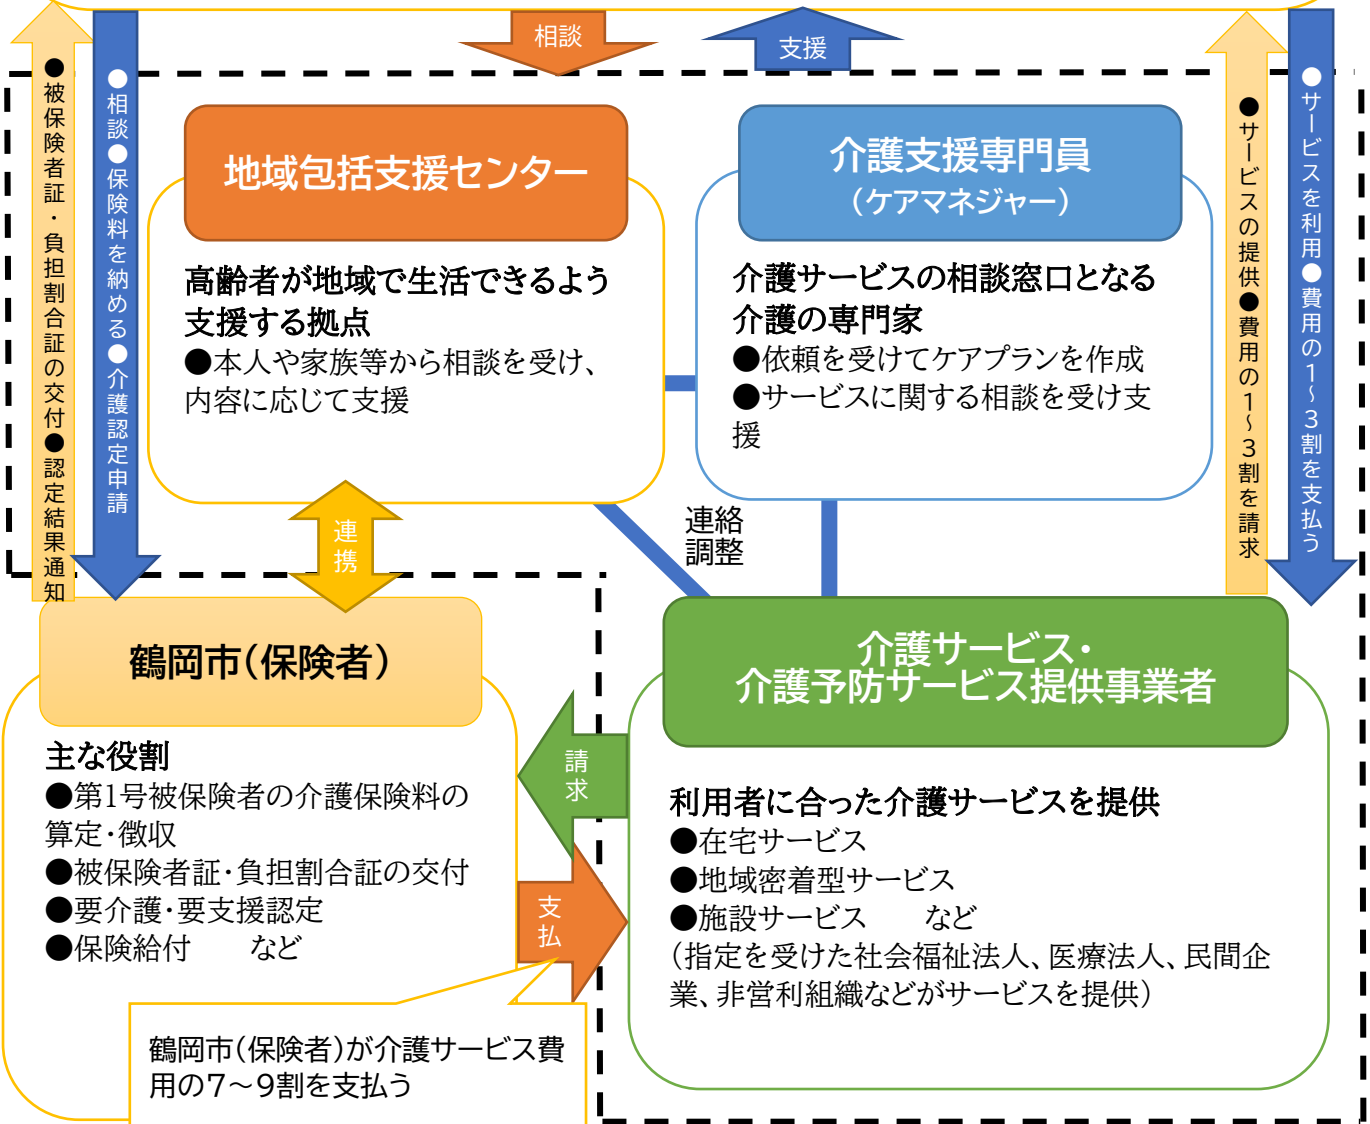 相談
支援
●被保険者証・負担割合証の交付●認定結果通知
●相談●保険料を納める●介護認定申請
地域包括支援センター
高齢者が地域で生活できるよう
支援する拠点
●本人や家族等から相談を受け、
内容に応じて支援
介護支援専門員
（ケアマネジャー）
介護サービスの相談窓口となる
介護の専門家
●依頼を受けてケアプランを作成
●サービスに関する相談を受け支
援
●サービスの提供●費用の1～3割を請求
●サービスを利用●費用の1～3割を支払う
連携
連絡
調整
鶴岡市(保険者)
主な役割
●第1号被保険者の介護保険料の
算定・徴収
●被保険者証・負担割合証の交付
●要介護・要支援認定
●保険給付　　など
請求
支払
鶴岡市(保険者)が介護サービス費
用の7～9割を支払う
介護サービス・
介護予防サービス提供事業者
利用者に合った介護サービスを提供
●在宅サービス
●地域密着型サービス
●施設サービス　　など
(指定を受けた社会福祉法人、医療法人、民間企
業、非営利組織などがサービスを提供)